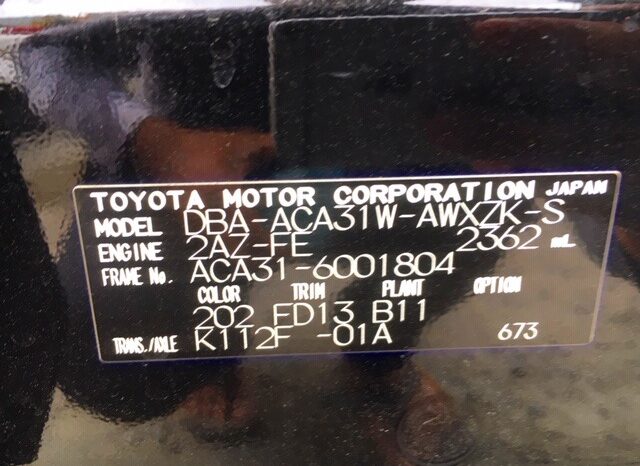 TOYOTA MOTOR CORPORATION JAPAN
MODEL DBA-ACA31W-AWXZK-S
ENGINE 2AZ-FE 2362 mL
FRAME No. ACA31-6001804
COLOR TRIM PLANT OPTION
202 FD13 B11
TRANS./AXLE K112F -01A 673